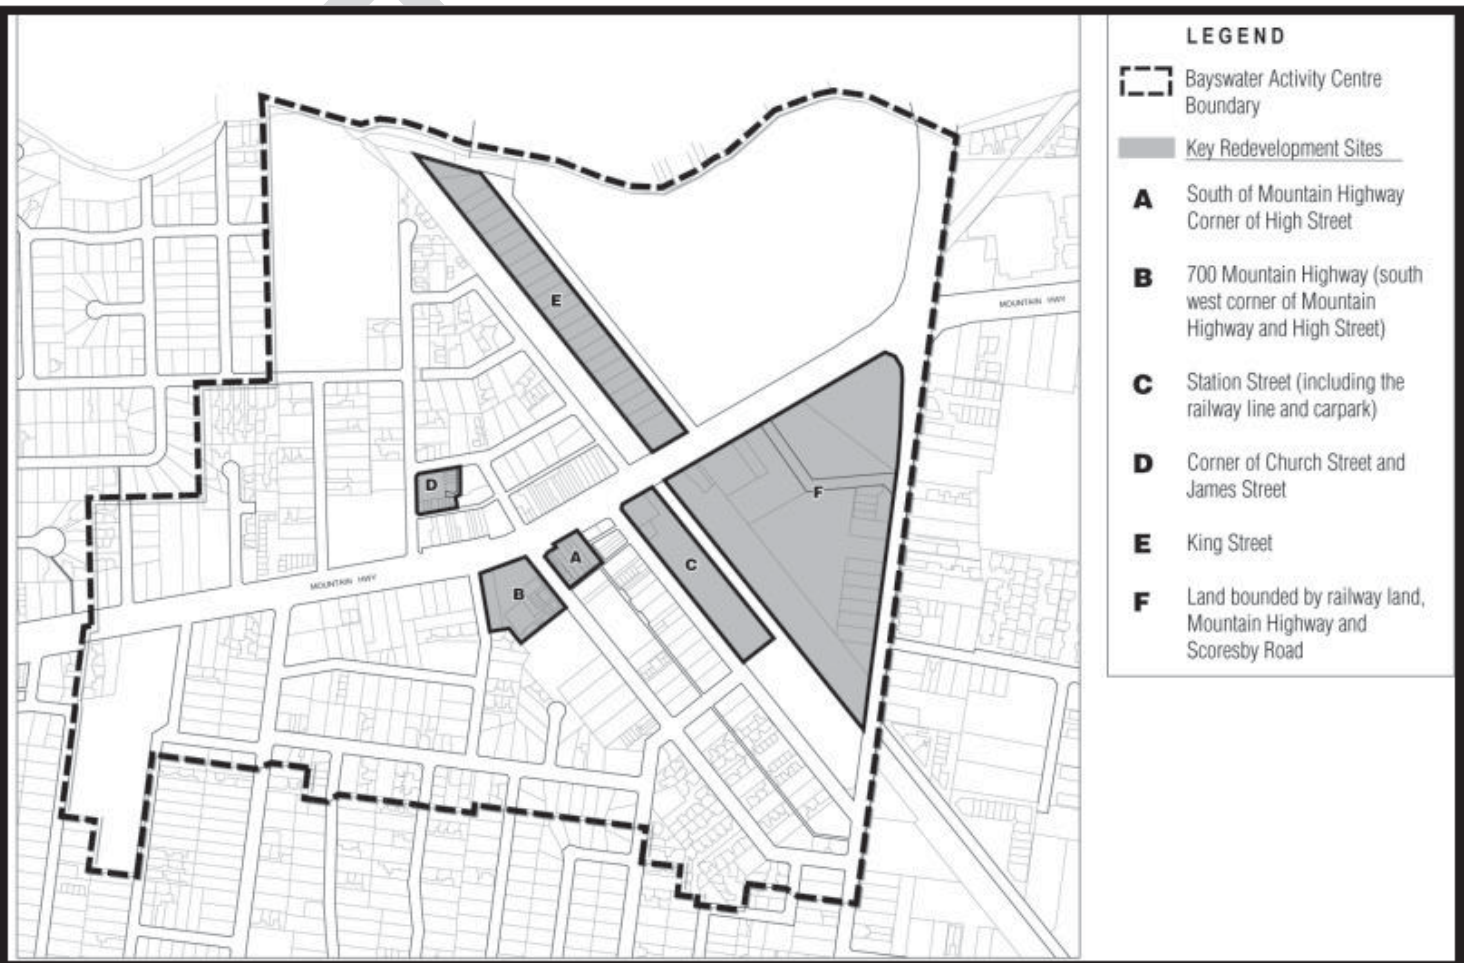 LEGEND
Bayswater Activity Centre
Boundary
Key Redevelopment Sites
A
South of Mountain Highway
Corner of High Street
B
700 Mountain Highway (south
west corner of Mountain
Highway and High Street)
C
Station Street (including the
railway line and carpark)
D
Corner of Church Street and
James Street
E
King Street
F
Land bounded by railway land,
Mountain Highway and
Scoresby Road
MOUNTAIN HWY
E
D
F
A
C
B
MOUNTAIN HWY